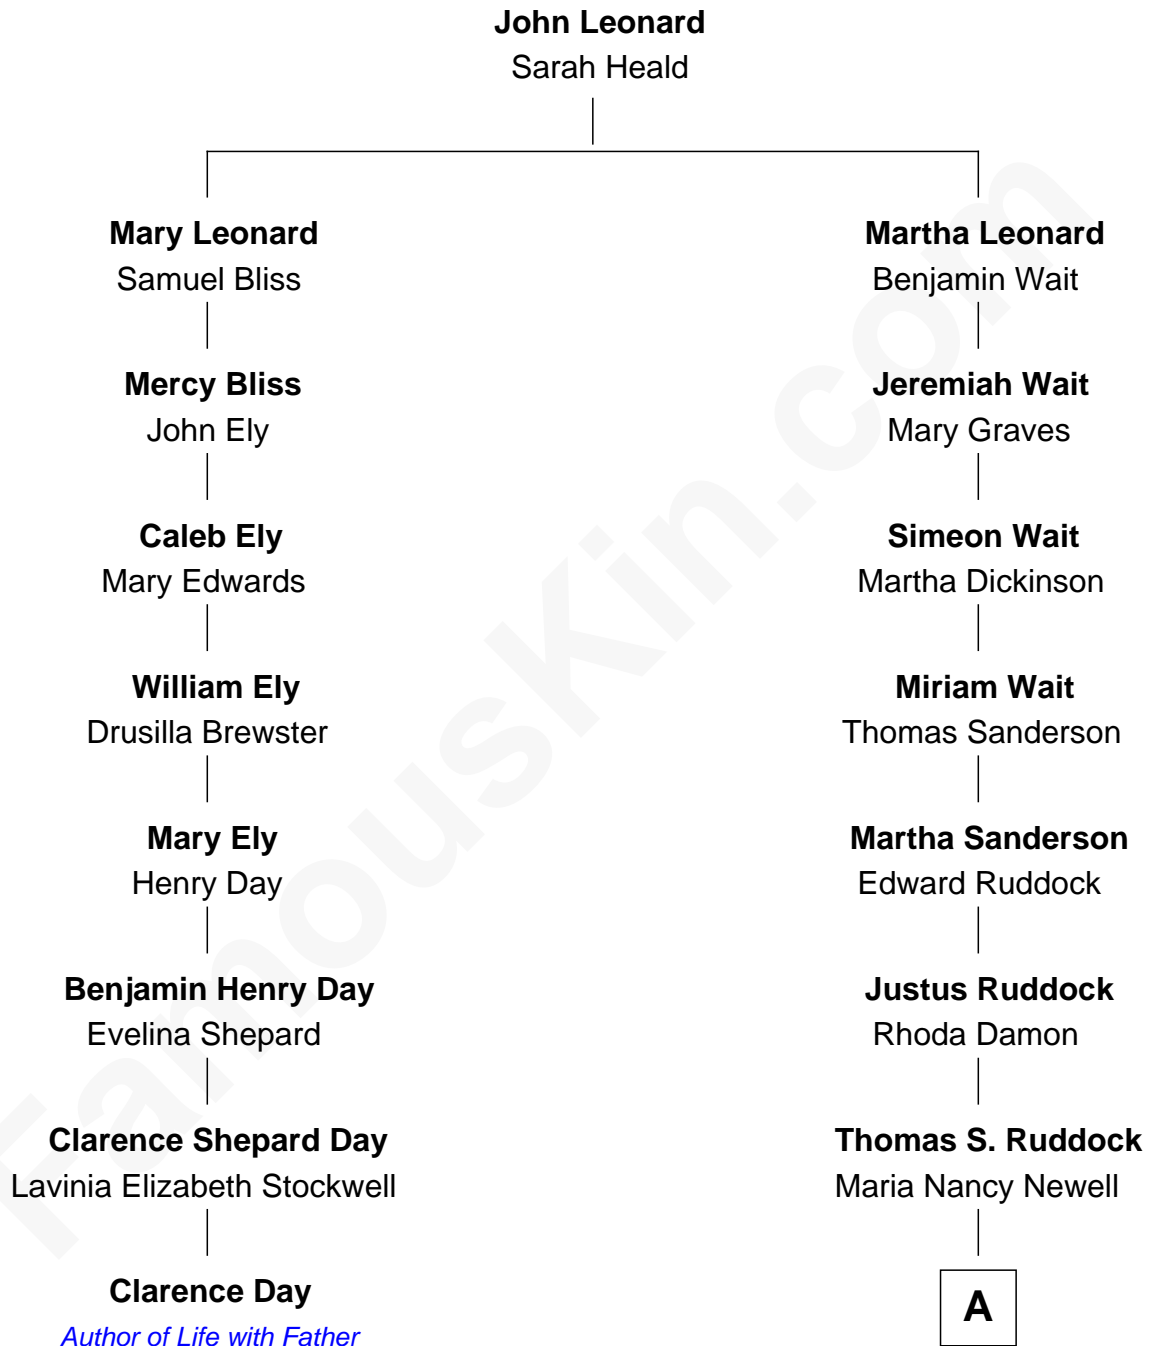 John Leonard
Sarah Heald
Mary Leonard
Samuel Bliss
Martha Leonard
Benjamin Wait
Mercy Bliss
John Ely
Jeremiah Wait
Mary Graves
Caleb Ely
Mary Edwards
Simeon Wait
Martha Dickinson
William Ely
Drusilla Brewster
Miriam Wait
Thomas Sanderson
Mary Ely
Henry Day
Martha Sanderson
Edward Ruddock
Benjamin Henry Day
Evelina Shepard
Justus Ruddock
Rhoda Damon
Clarence Shepard Day
Lavinia Elizabeth Stockwell
Thomas S. Ruddock
Maria Nancy Newell
Clarence Day
Author of Life with Father
A
FamousKin.com